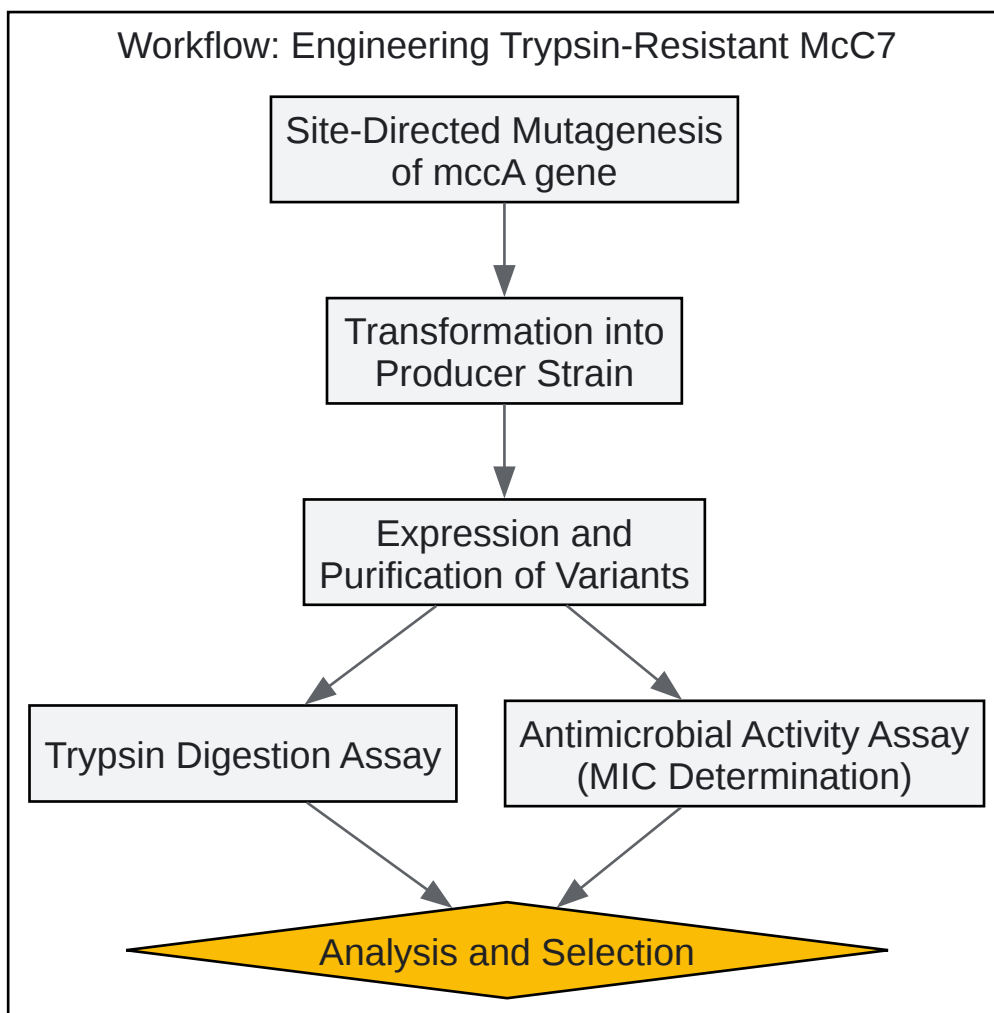 Workflow: Engineering Trypsin-Resistant McC7
Site-Directed Mutagenesis
of mccA gene
Transformation into
Producer Strain
Expression and
Purification of Variants
Trypsin Digestion Assay
Antimicrobial Activity Assay
(MIC Determination)
Analysis and Selection